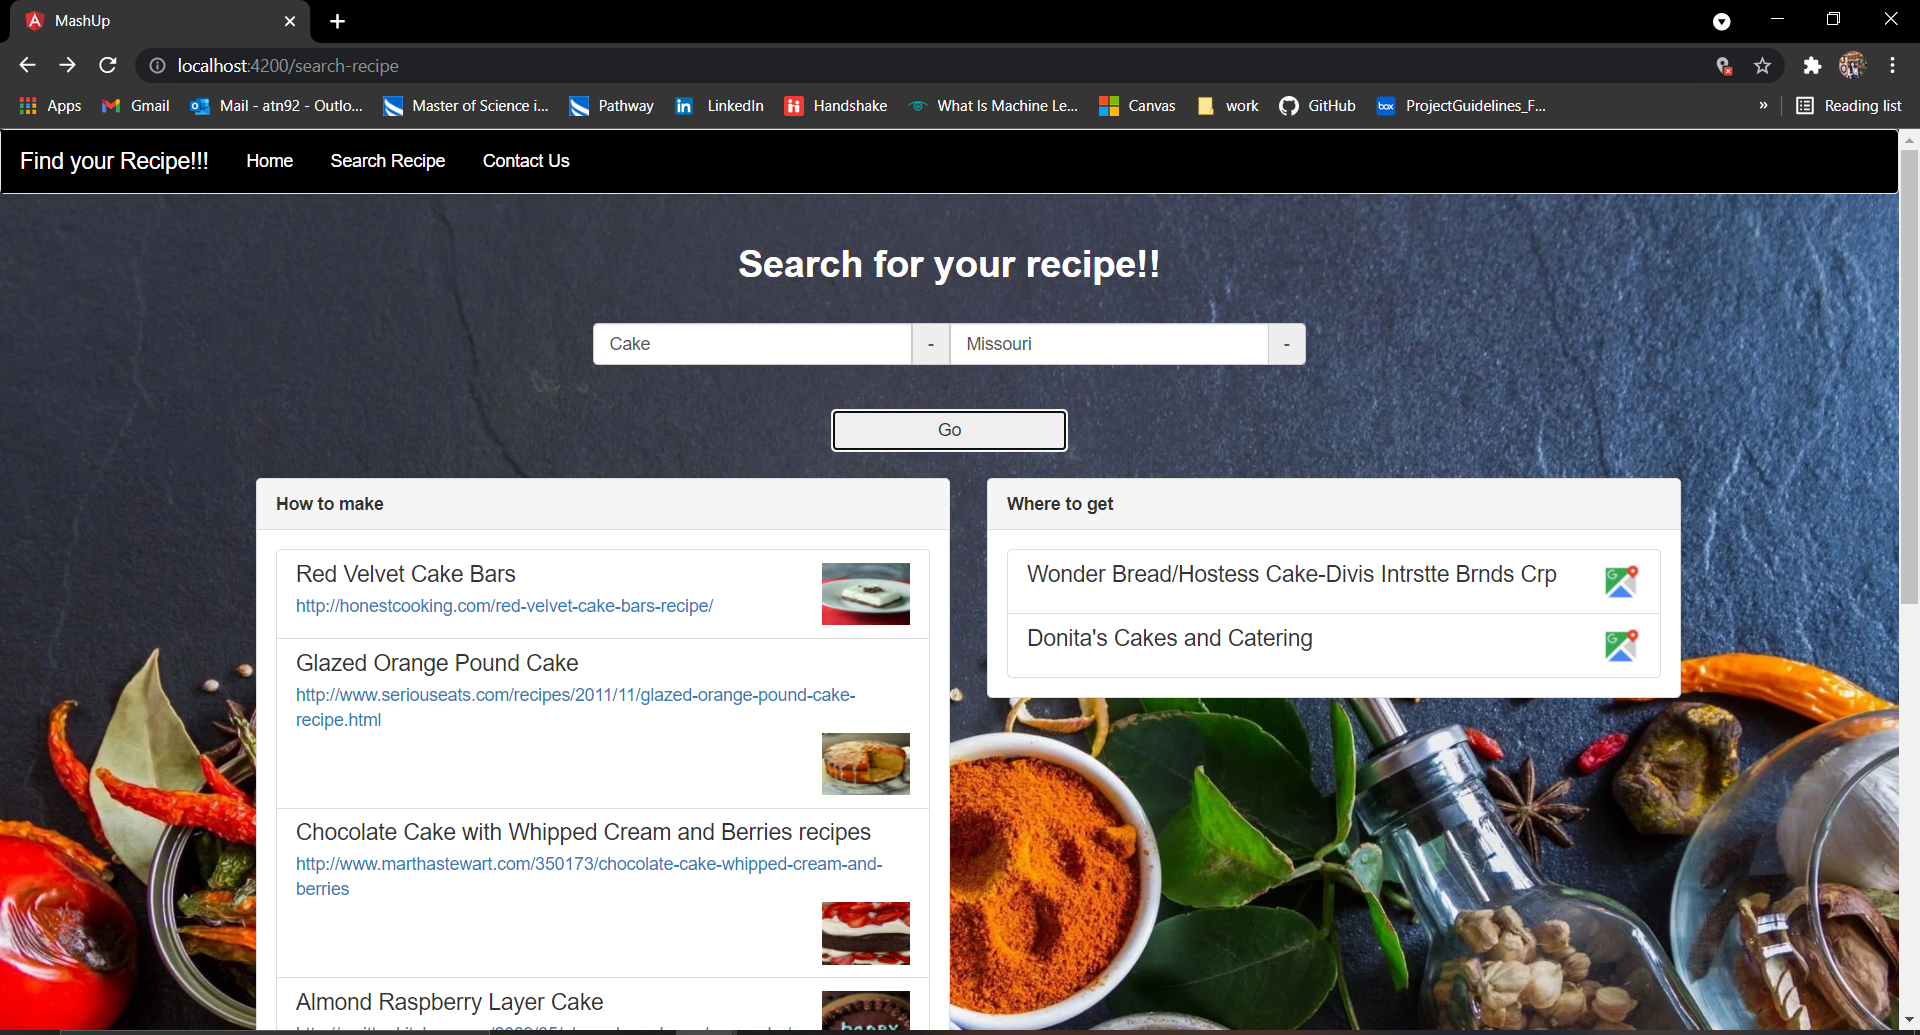 MashUp
localhost:4200/search-recipe
Apps
Gmail
Mail - atn92 - Outlo...
Master of Science i...
Pathway
LinkedIn
Handshake
What Is Machine Le...
Canvas
work
GitHub
box
ProjectGuidelines_F...
»
Reading list
Find your Recipe!!!
Home
Search Recipe
Contact Us
Search for your recipe!!
Cake
-
Missouri
-
Go
How to make
Red Velvet Cake Bars
http://honestcooking.com/red-velvet-cake-bars-recipe/
Glazed Orange Pound Cake
http://www.seriouseats.com/recipes/2011/11/glazed-orange-pound-cake-
recipe.html
Chocolate Cake with Whipped Cream and Berries recipes
http://www.marthastewart.com/350173/chocolate-cake-whipped-cream-and-
berries
Almond Raspberry Layer Cake
Where to get
Wonder Bread/Hostess Cake-Divis Intrstte Brnds Crp
Donita's Cakes and Catering